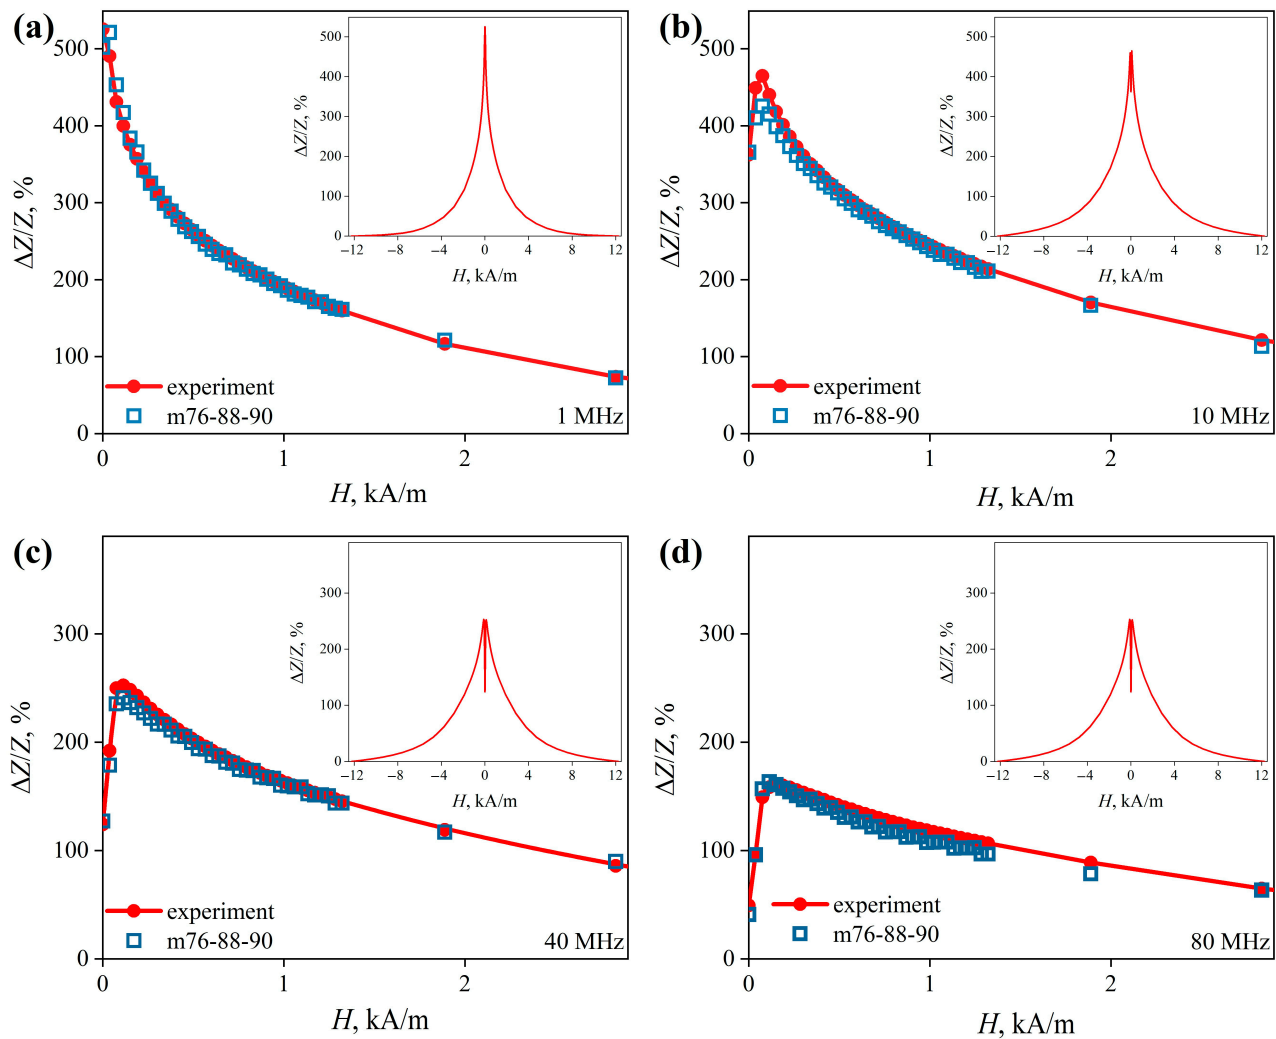 (a)
500
400
300
200
100
0
0
1
2
ΔZ/Z, %
H, kA/m
experiment
m76-88-90
1 MHz
500
400
300
200
100
0
−12
−8
−4
0
4
8
12
ΔZ/Z, %
H, kA/m
(b)
500
400
300
200
100
0
0
1
2
ΔZ/Z, %
H, kA/m
experiment
m76-88-90
10 MHz
500
400
300
200
100
0
−12
−8
−4
0
4
8
12
ΔZ/Z, %
H, kA/m
(c)
300
200
100
0
0
1
2
ΔZ/Z, %
H, kA/m
experiment
m76-88-90
40 MHz
300
200
100
0
−12
−8
−4
0
4
8
12
ΔZ/Z, %
H, kA/m
(d)
300
200
100
0
0
1
2
ΔZ/Z, %
H, kA/m
experiment
m76-88-90
80 MHz
300
200
100
0
−12
−8
−4
0
4
8
12
ΔZ/Z, %
H, kA/m